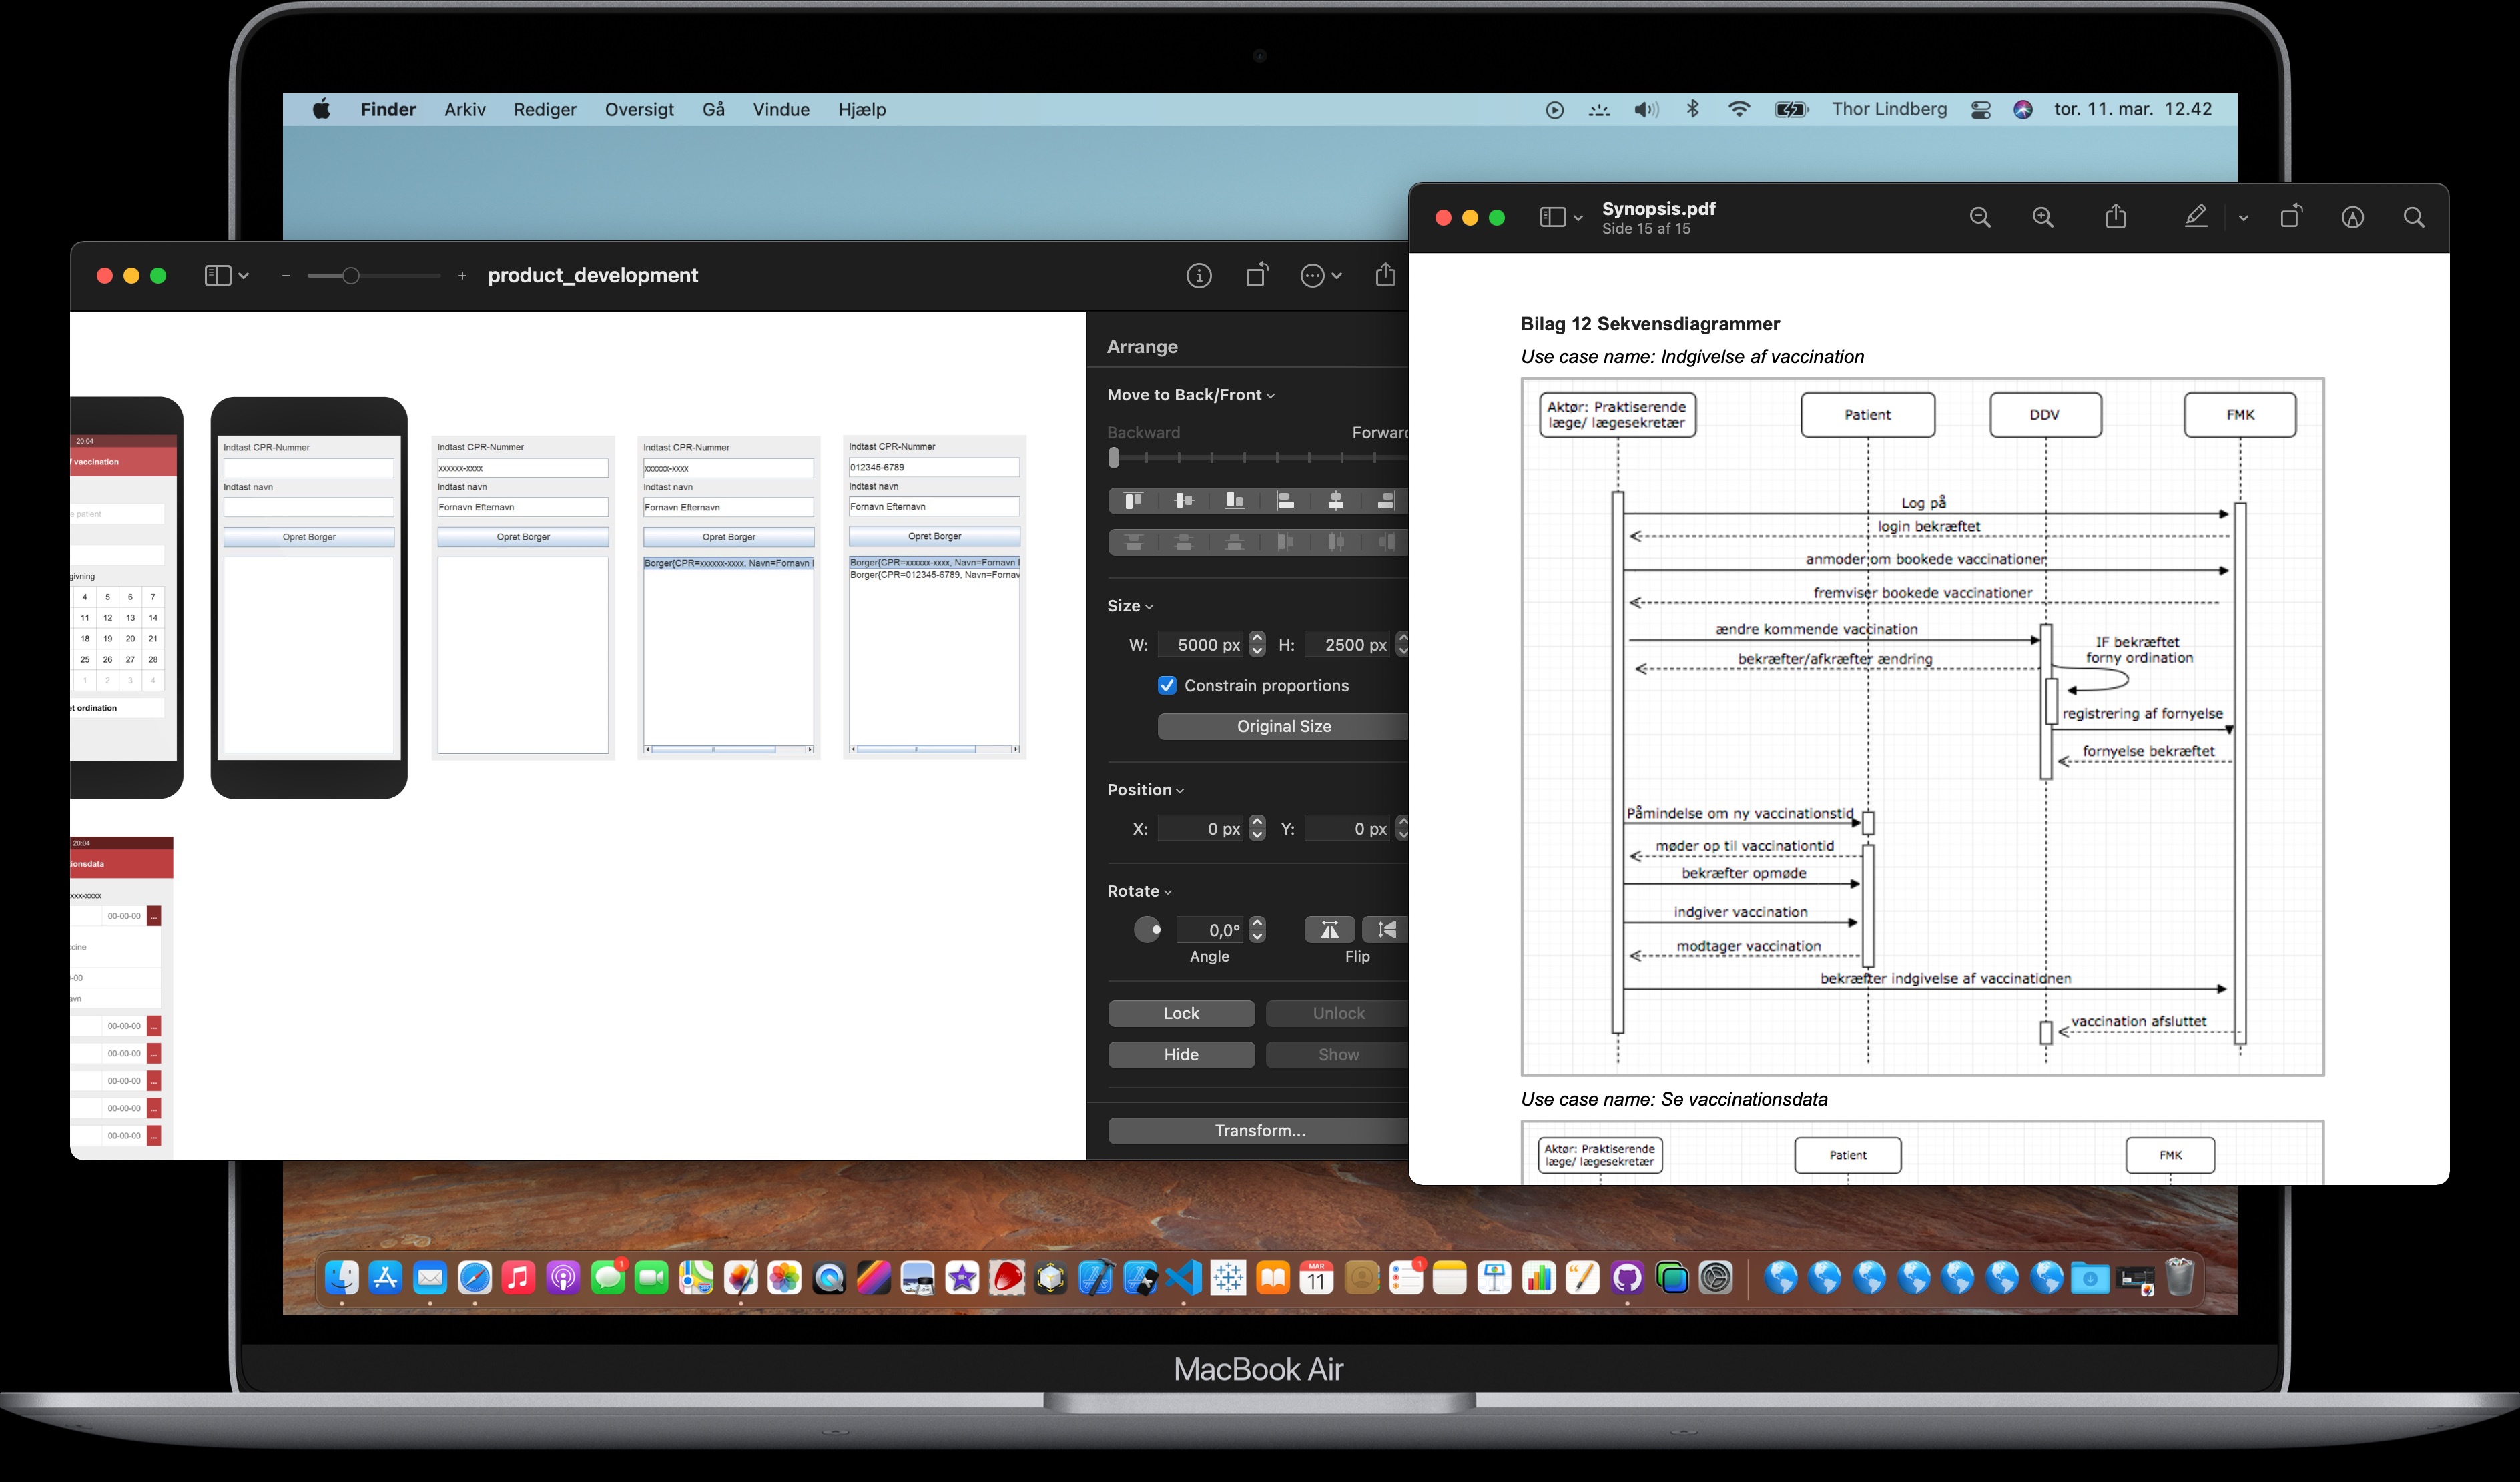 Finder Arkiv Rediger Oversigt Gå Vindue Hjælp Thor Lindberg tor. 11. mar. 12.42
product_development
20:04
vaccination
e patient
givning
4 5 6 7
11 12 13 14
18 19 20 21
25 26 27 28
1 2 3 4
t ordination
Indtast CPR-Nummer
Indtast navn
Opret Borger
Indtast CPR-Nummer
xxxxxx-xxxx
Indtast navn
Fornavn Efternavn
Opret Borger
Indtast CPR-Nummer
xxxxxx-xxxx
Indtast navn
Fornavn Efternavn
Opret Borger
Borger{CPR=xxxxxx-xxxx, Navn=Fornavn
Indtast CPR-Nummer
012345-6789
Indtast navn
Fornavn Efternavn
Opret Borger
Borger{CPR=xxxxxx-xxxx, Navn=Fornavn
Borger{CPR=012345-6789, Navn=Fornav
20:04
ionsdata
xxx-xxxx
00-00-00 ...
ccine
-00
avn
00-00-00 ...
00-00-00 ...
00-00-00 ...
00-00-00 ...
00-00-00 ...
Arrange
Move to Back/Front
Backward Forward
Size
W: 5000 px H: 2500 px
Constrain proportions
Original Size
Position
X: 0 px Y: 0 px
Rotate
0,0°
Angle Flip
Lock Unlock
Hide Show
Transform...
Synopsis.pdf
Side 15 af 15
Bilag 12 Sekvensdiagrammer
Use case name: Indgivelse af vaccination
Aktør: Praktiserende
læge/ lægesekretær
Patient
DDV
FMK
Log på
login bekræftet
anmoder om bookede vaccinationer
fremviser bookede vaccinationer
ændre kommende vaccination
bekræfter/afkræfter ændring
IF bekræftet
forny ordination
registrering af fornyelse
fornyelse bekræftet
Påmindelse om ny vaccinationstid
møder op til vaccinationtid
bekræfter opmøde
indgiver vaccination
modtager vaccination
bekræfter indgivelse af vaccinationen
vaccination afsluttet
Use case name: Se vaccinationsdata
Aktør: Praktiserende
læge/ lægesekretær
Patient
FMK
1
MAR
11
1
MacBook Air